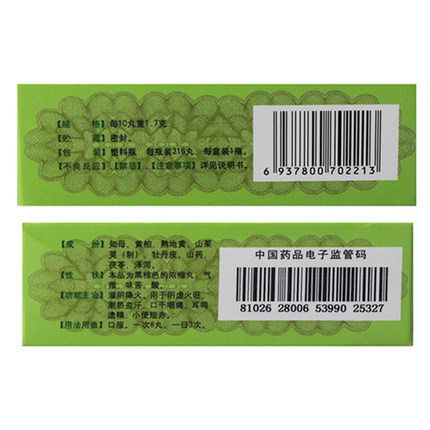 【规 格】每10丸重1.7克
【贮 藏】密封。
【包 装】塑料瓶 每瓶装216丸 每盒装1瓶。
【不良反应】【禁忌】【注意事项】详见说明书。
6 937800 702213
【成 份】知母、黄柏、熟地黄、山茱
萸（制）、牡丹皮、山药、
茯苓、泽泻。
【性 状】本品为黑棕色的浓缩丸；气
微，味苦、酸。
【功能主治】滋阴降火。用于阴虚火旺，
潮热盗汗，口干咽痛，耳鸣
遗精，小便短赤。
【用法用量】口服。一次8丸，一日3次。
中国药品电子监管码
81026 28006 53990 25327